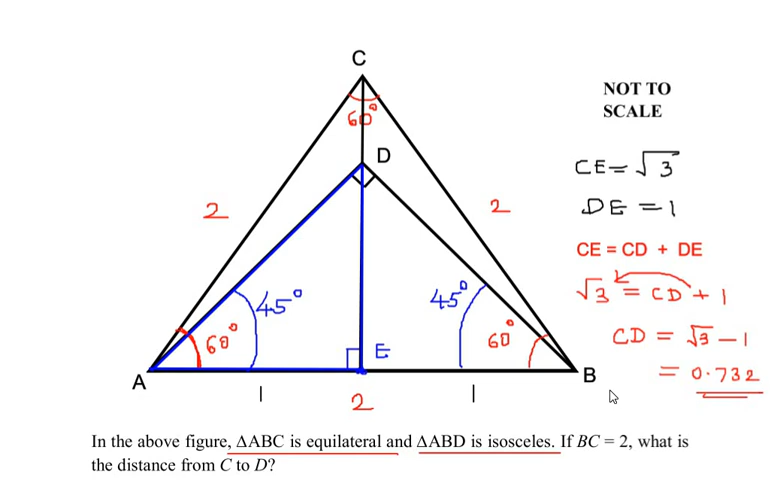 C
60°
D
NOT TO
SCALE
CE = √3
DE = 1
2
2
CE = CD + DE
√3 = CD + 1
45°
45°
60°
60°
CD = √3 - 1
= 0.732
E
A
B
1
2
1
In the above figure, ΔABC is equilateral and ΔABD is isosceles. If BC = 2, what is
the distance from C to D?